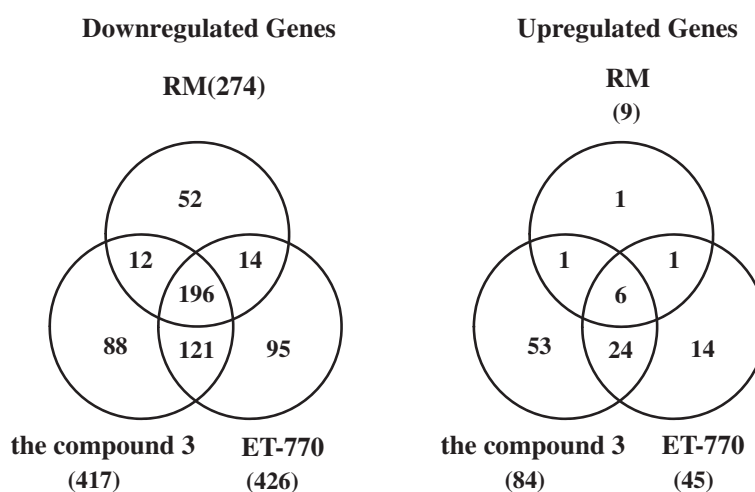 Downregulated Genes
RM(274)
52
12
14
196
88
121
95
the compound 3
(417)
ET-770
(426)
Upregulated Genes
RM
(9)
1
1
1
6
53
24
14
the compound 3
(84)
ET-770
(45)